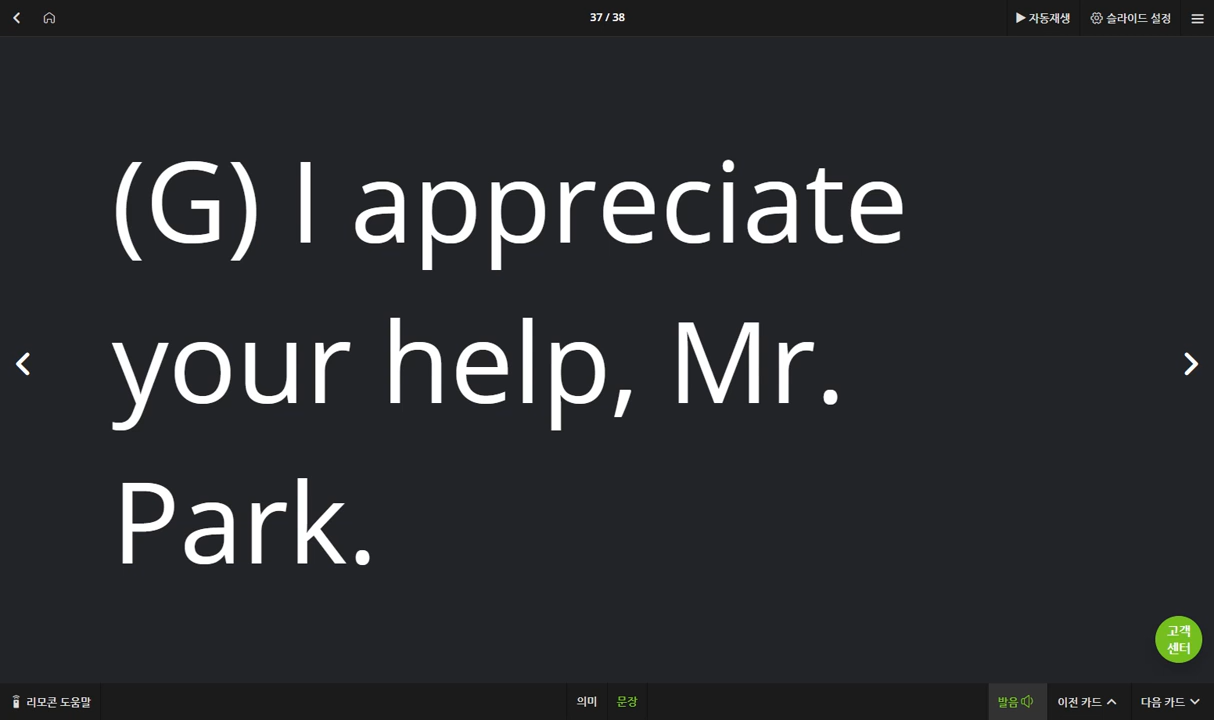 37 / 38
자동재생
슬라이드 설정
(G) I appreciate
your help, Mr.
Park.
고객
센터
리모콘 도움말
의미
문장
발음
이전 카드
다음 카드